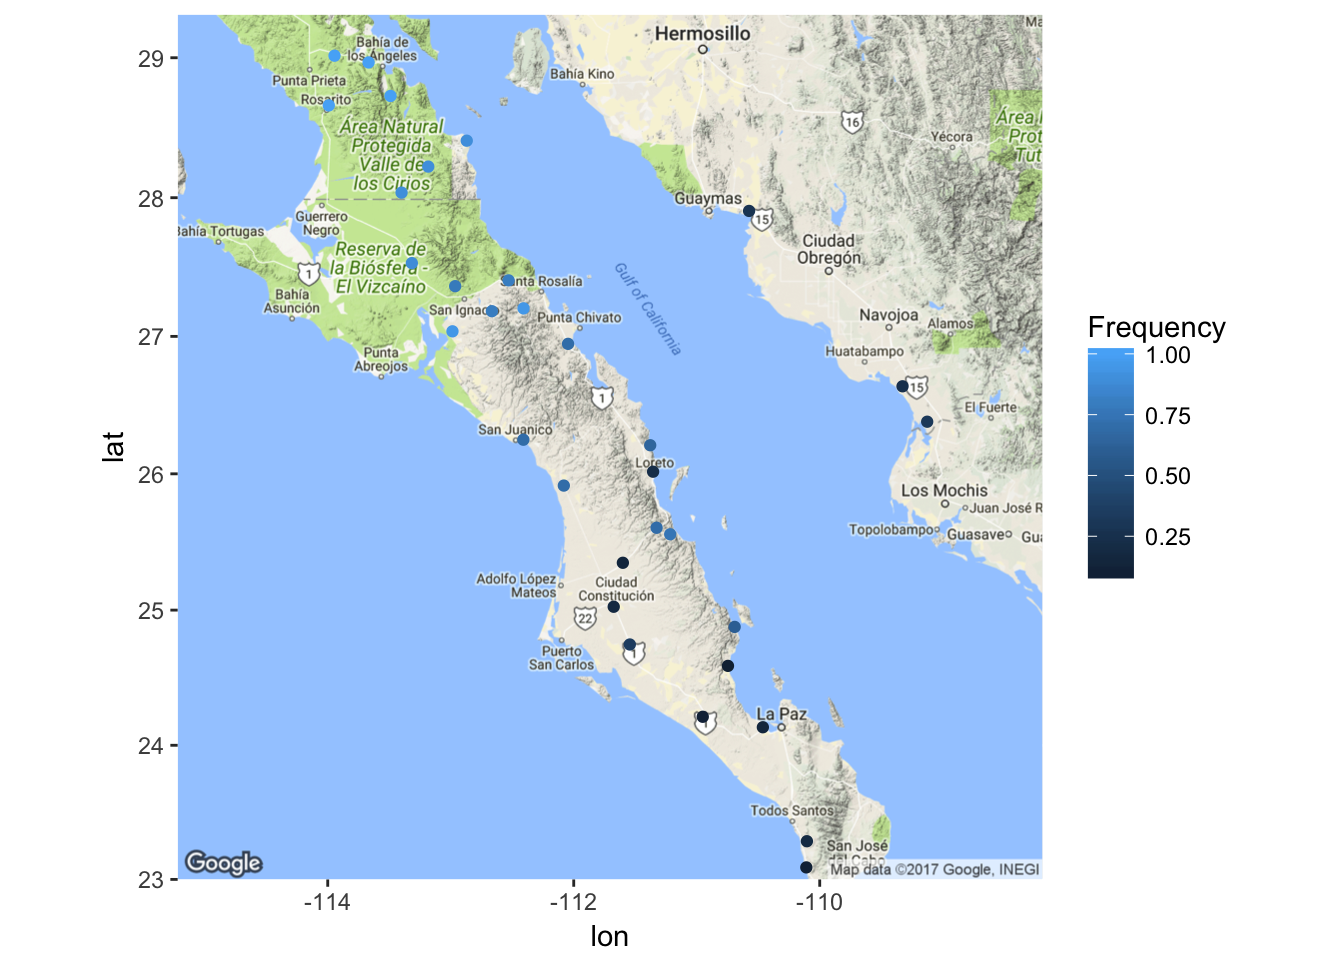 Hermosillo
Ma
29
Bahía de
los Ángeles
Bahía Kino
Punta Prieta
Rosarito
16
Área Natural
Protegida
Valle de
los Cirios
Área
Prot
Tut
Yécora
28
Guaymas
15
Guerrero
Negro
Bahía Tortugas
Ciudad
Obregón
Reserva de
la Biósfera -
El Vizcaíno
1
Gulf of California
Santa Rosalía
Bahía
Asunción
San Ignac
Punta Chivato
Navojoa
Alamos
27
Huatabampo
Punta
Abreojos
15
1
El Fuerte
San Juanico
Loreto
26
Los Mochis
Juan José R
Topolobampo
Guasave
Gua
Adolfo López
Mateos
Ciudad
Constitución
25
22
1
Puerto
San Carlos
La Paz
1
24
Todos Santos
San José
del Cabo
Google
Map data ©2017 Google, INEGI
23
-114
-112
-110
lon
lat
Frequency
1.00
0.75
0.50
0.25